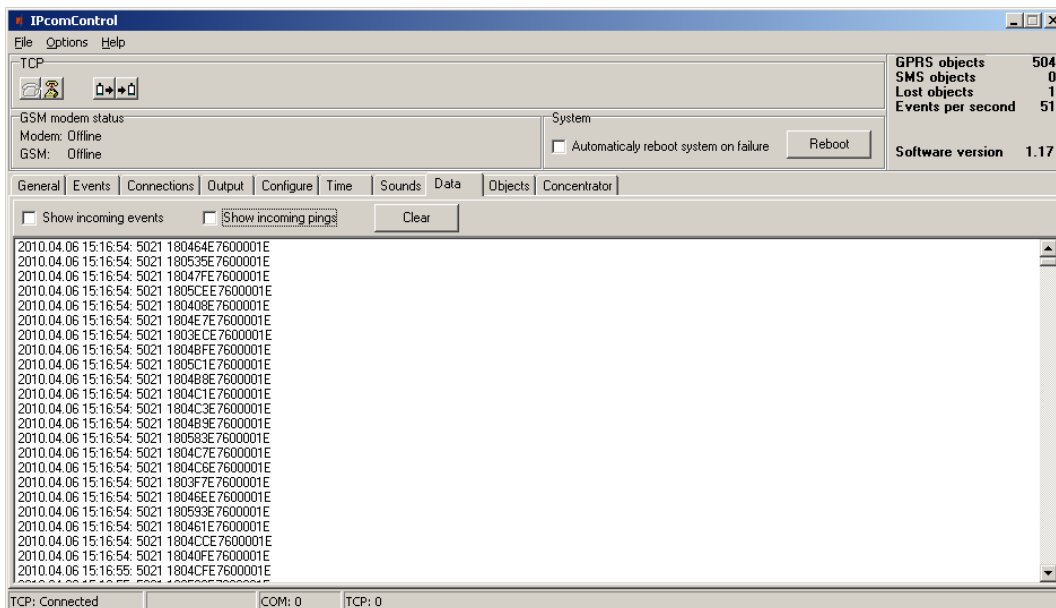 IPcomControl
File Options Help
TCP
GPRS objects 504
SMS objects 0
Lost objects 1
Events per second 51
GSM modem status
Modem: Offline
GSM: Offline
System
Automaticaly reboot system on failure
Reboot
Software version 1.17
General Events Connections Output Configure Time Sounds Data Objects Concentrator
Show incoming events Show incoming pings Clear
2010.04.06 15:16:54: 5021 180464E7600001E
2010.04.06 15:16:54: 5021 180535E7600001E
2010.04.06 15:16:54: 5021 18047FE7600001E
2010.04.06 15:16:54: 5021 1805CEE7600001E
2010.04.06 15:16:54: 5021 180408E7600001E
2010.04.06 15:16:54: 5021 1804E7E7600001E
2010.04.06 15:16:54: 5021 1803ECE7600001E
2010.04.06 15:16:54: 5021 1804BFE7600001E
2010.04.06 15:16:54: 5021 1805C1E7600001E
2010.04.06 15:16:54: 5021 1804B8E7600001E
2010.04.06 15:16:54: 5021 1804C1E7600001E
2010.04.06 15:16:54: 5021 1804C3E7600001E
2010.04.06 15:16:54: 5021 1804B9E7600001E
2010.04.06 15:16:54: 5021 180583E7600001E
2010.04.06 15:16:54: 5021 1804C7E7600001E
2010.04.06 15:16:54: 5021 1804C6E7600001E
2010.04.06 15:16:54: 5021 1803F7E7600001E
2010.04.06 15:16:54: 5021 18046EE7600001E
2010.04.06 15:16:54: 5021 180593E7600001E
2010.04.06 15:16:54: 5021 180461E7600001E
2010.04.06 15:16:54: 5021 1804CCE7600001E
2010.04.06 15:16:54: 5021 18040FE7600001E
2010.04.06 15:16:55: 5021 1804CFE7600001E
TCP: Connected COM: 0 TCP: 0